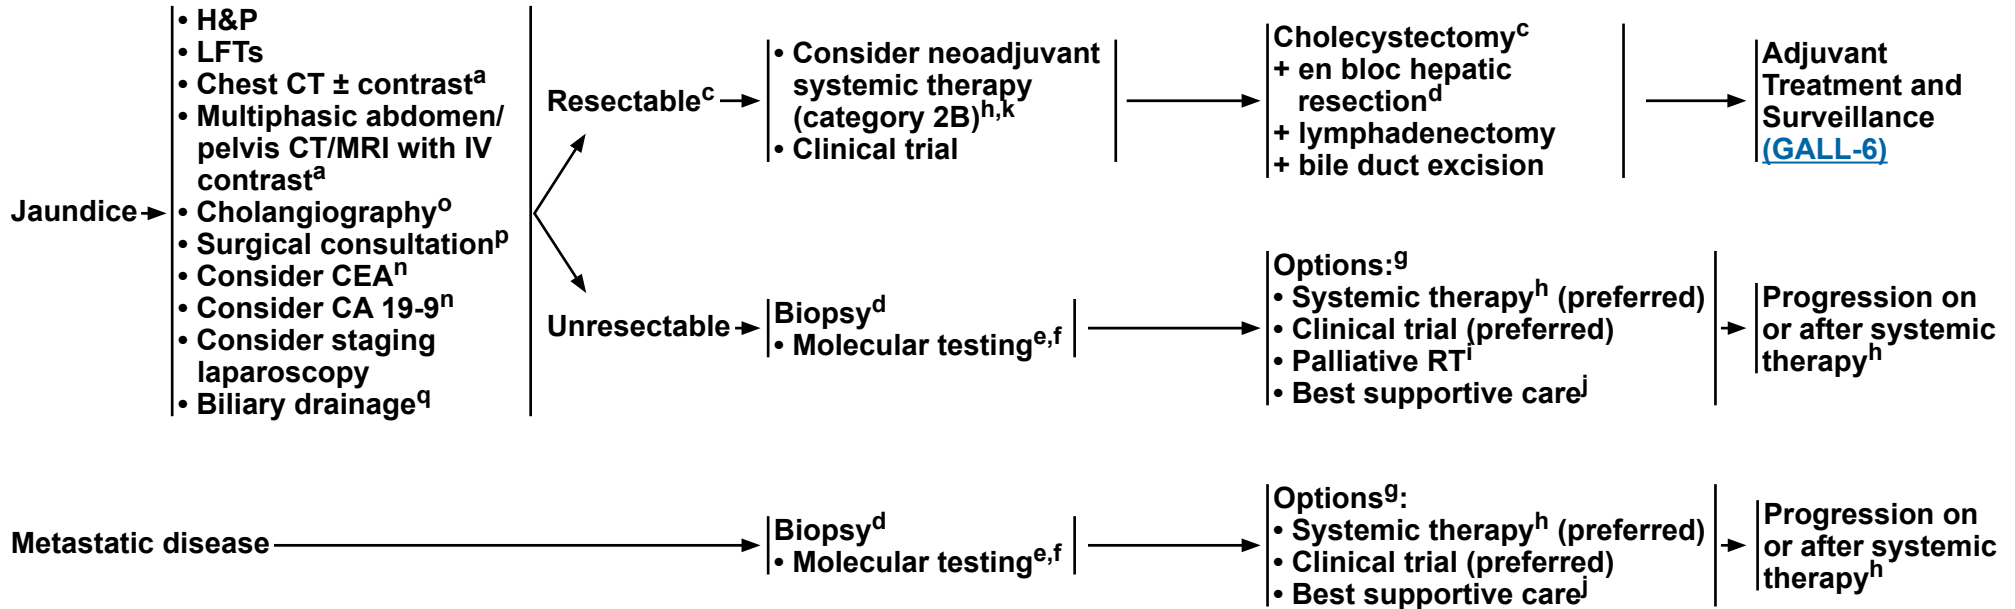 Jaundice
• H&P
• LFTs
• Chest CT ± contrastᵃ
• Multiphasic abdomen/
pelvis CT/MRI with IV
contrastᵃ
• Cholangiographyᵒ
• Surgical consultationᵖ
• Consider CEAⁿ
• Consider CA 19-9ⁿ
• Consider staging
laparoscopy
• Biliary drainage^q
Resectableᶜ
• Consider neoadjuvant
systemic therapy
(category 2B)ʰ,ᵏ
• Clinical trial
Cholecystectomyᶜ
+ en bloc hepatic
resectionᵈ
+ lymphadenectomy
+ bile duct excision
Adjuvant
Treatment and
Surveillance
(GALL-6)
Unresectable
Biopsyᵈ
• Molecular testingᵉ,ᶠ
Options:ᵍ
• Systemic therapyʰ (preferred)
• Clinical trial (preferred)
• Palliative RTⁱ
• Best supportive careʲ
Progression on
or after systemic
therapyʰ
Metastatic disease
Biopsyᵈ
• Molecular testingᵉ,ᶠ
Optionsᵍ:
• Systemic therapyʰ (preferred)
• Clinical trial (preferred)
• Best supportive careʲ
Progression on
or after systemic
therapyʰ